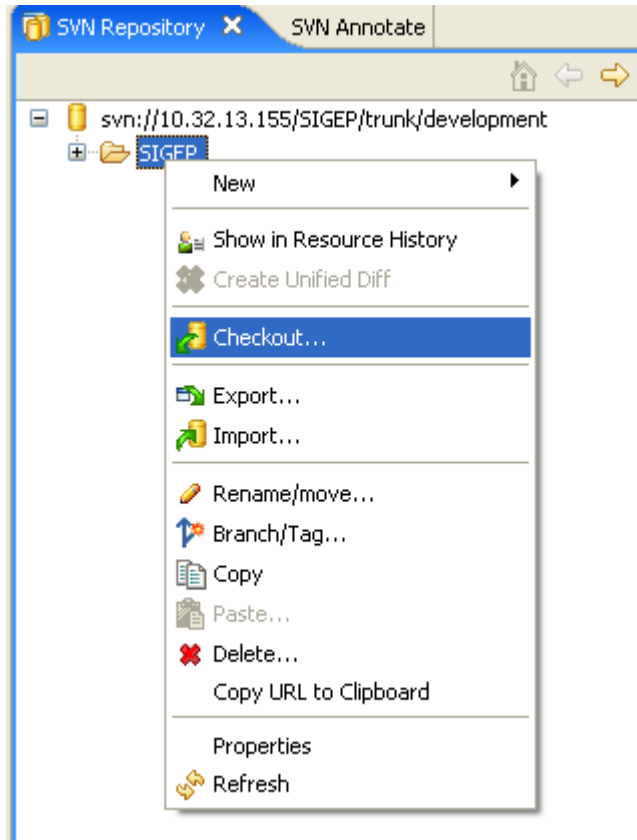 SVN Repository SVN Annotate
svn://10.32.13.155/SIGEP/trunk/development
SIGEP
New
Show in Resource History
Create Unified Diff
Checkout...
Export...
Import...
Rename/move...
Branch/Tag...
Copy
Paste...
Delete...
Copy URL to Clipboard
Properties
Refresh